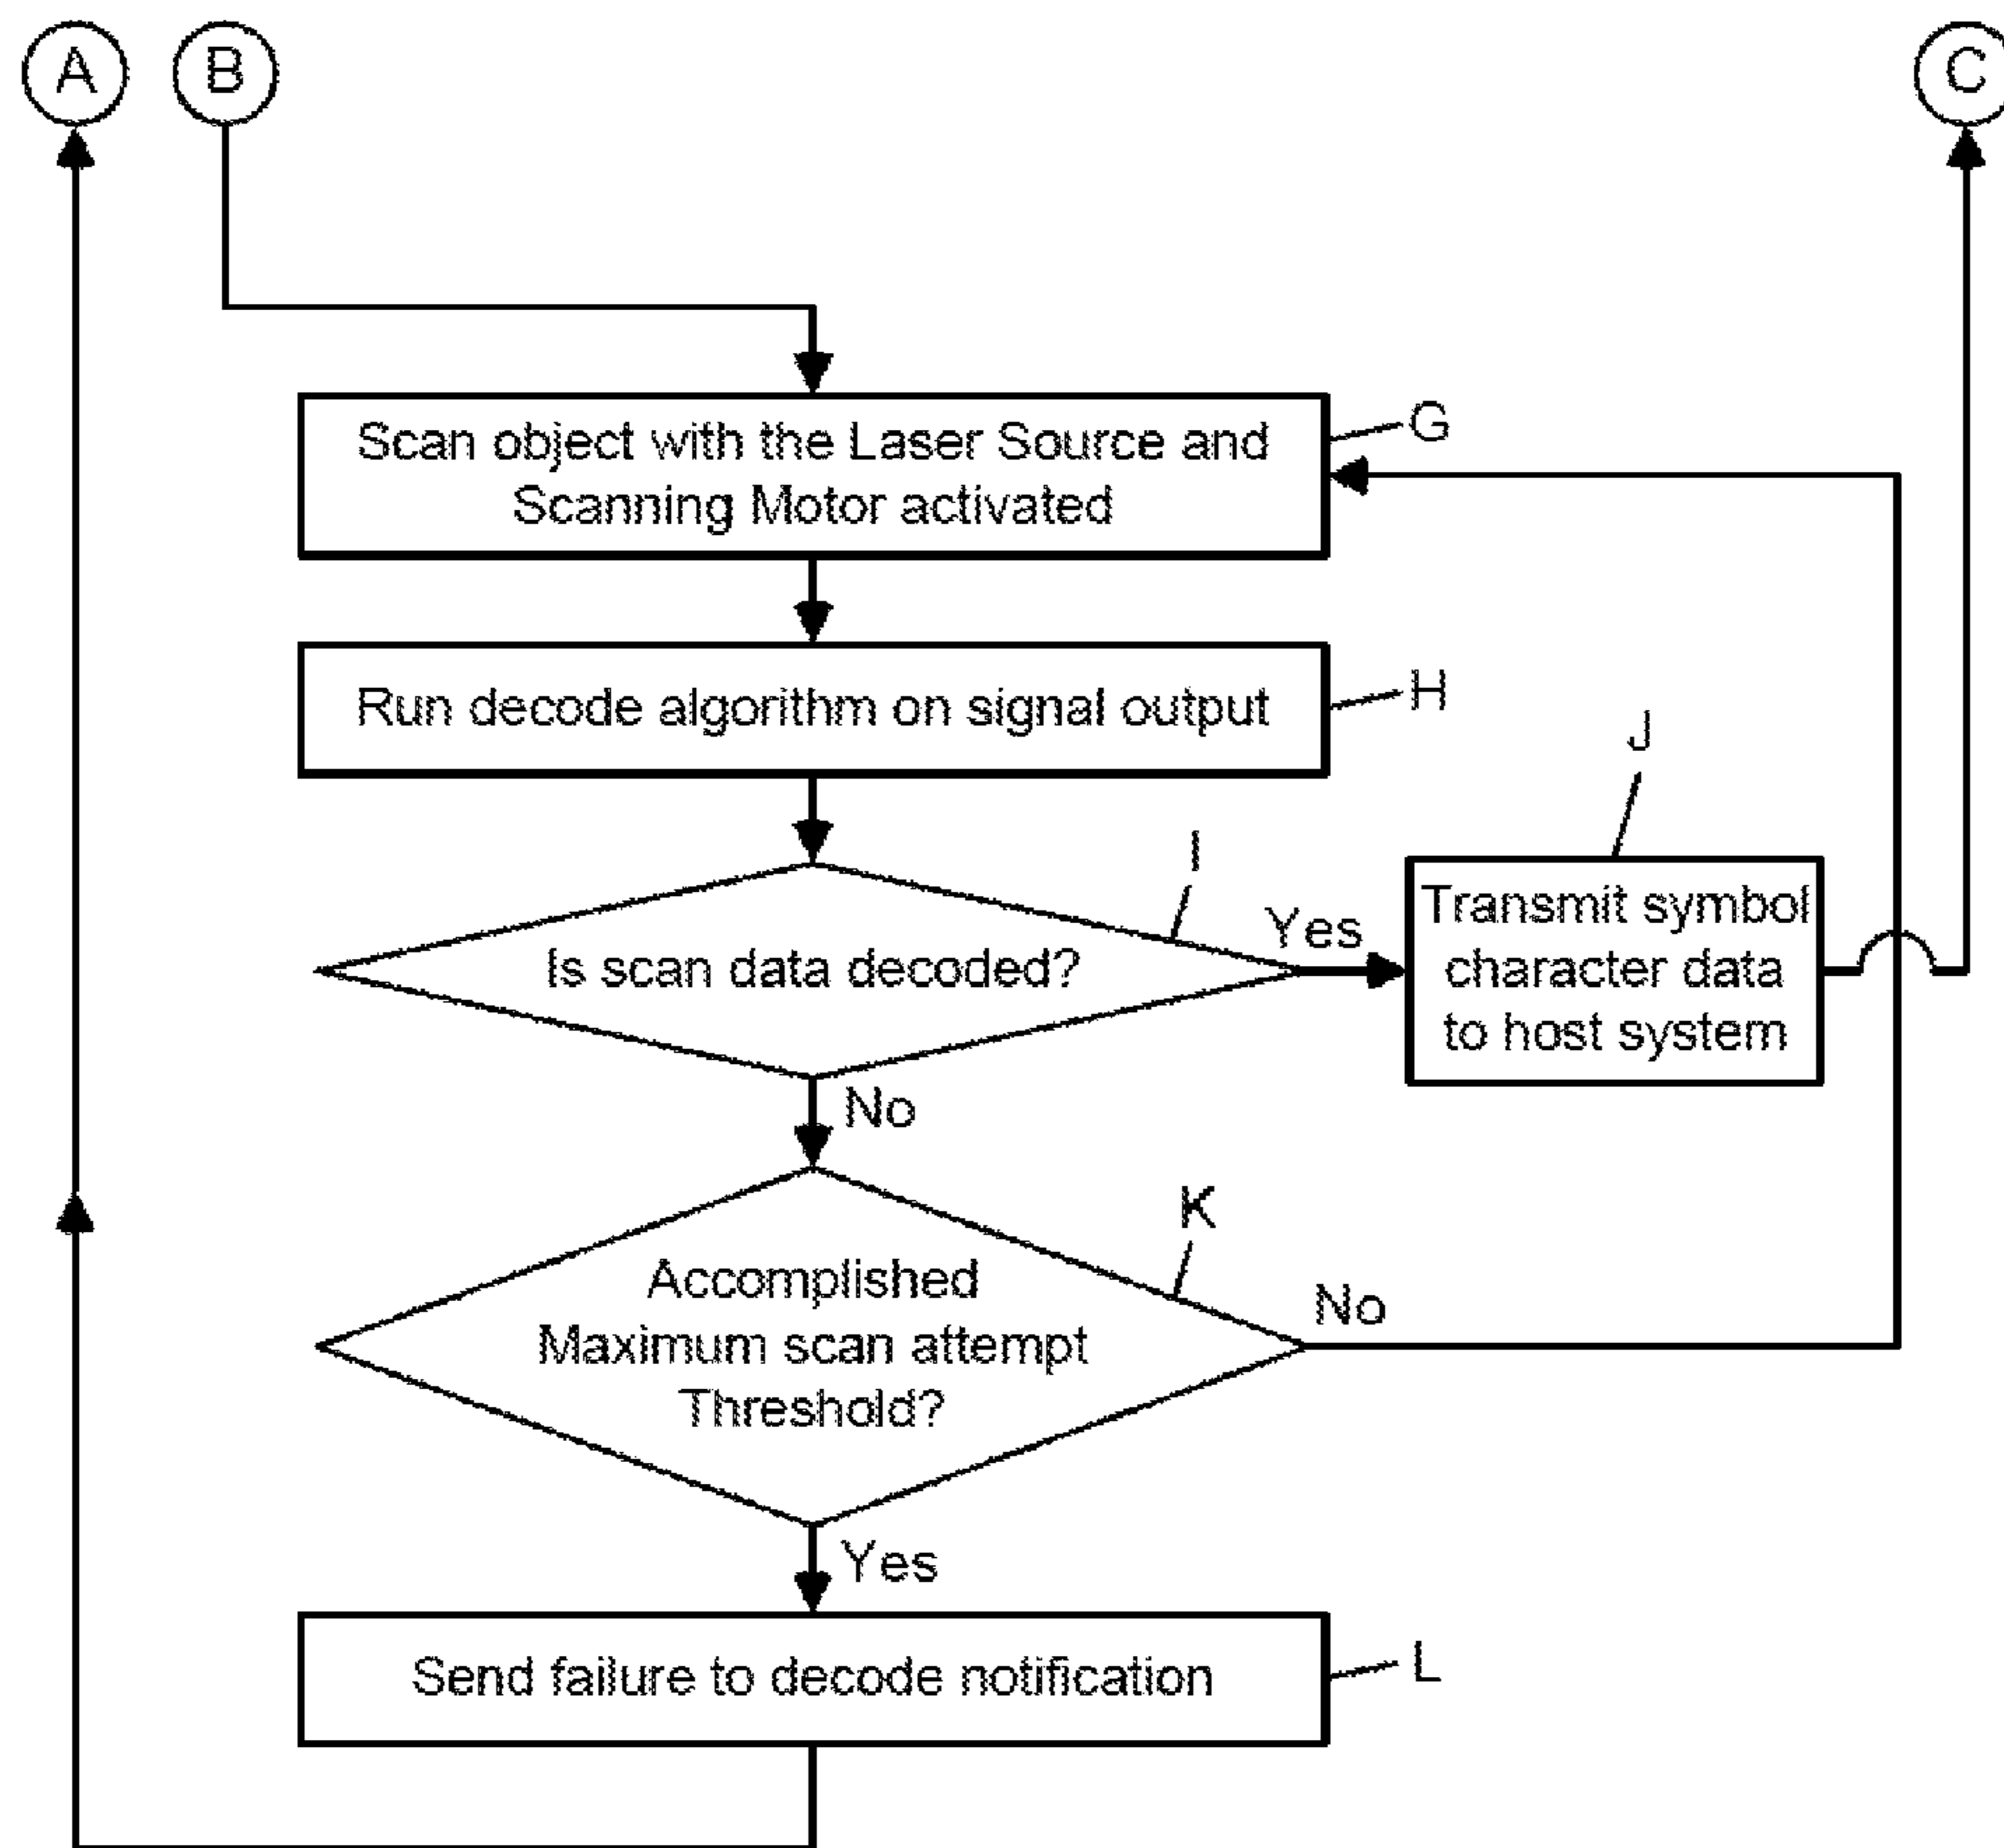 A
B
C
Scan object with the Laser Source and
Scanning Motor activated
G
Run decode algorithm on signal output
H
J
I
Is scan data decoded?
Yes
Transmit symbol
character data
to host system
No
K
Accomplished
Maximum scan attempt
Threshold?
No
Yes
Send failure to decode notification
L